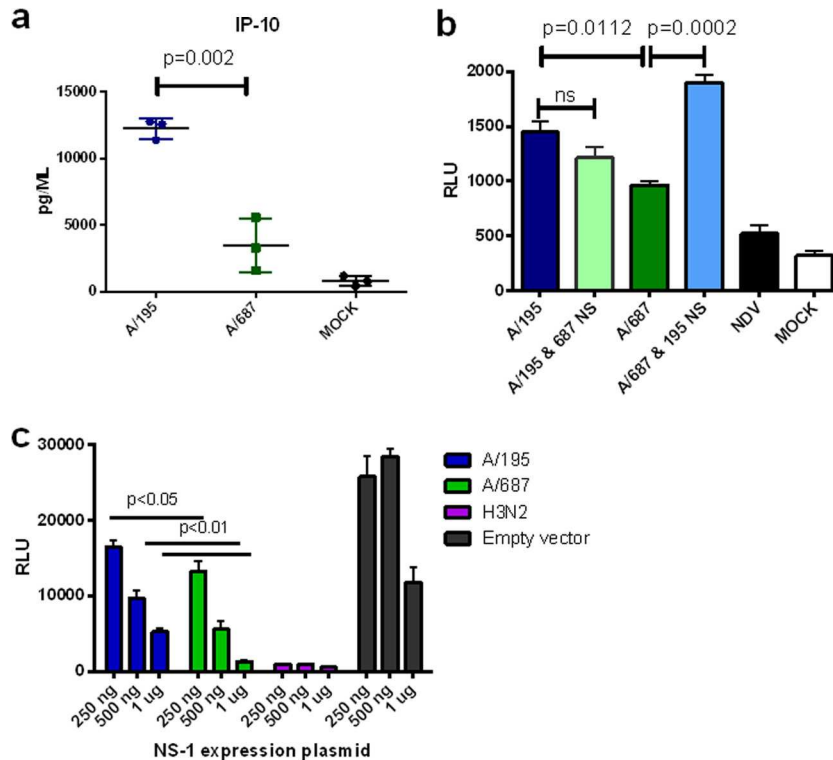 a
IP-10
p=0.002
15000
10000
5000
0
pg/ML
A/195
A/687
MOCK
b
p=0.0112
p=0.0002
ns
2000
1500
1000
500
0
RLU
A/195
A/195 & 687 NS
A/687
A/687 & 195 NS
NDV
MOCK
c
30000
20000
10000
0
RLU
p<0.05
p<0.01
250 ng
500 ng
1 ug
250 ng
500 ng
1 ug
250 ng
500 ng
1 ug
250 ng
500 ng
1 ug
NS-1 expression plasmid
A/195
A/687
H3N2
Empty vector